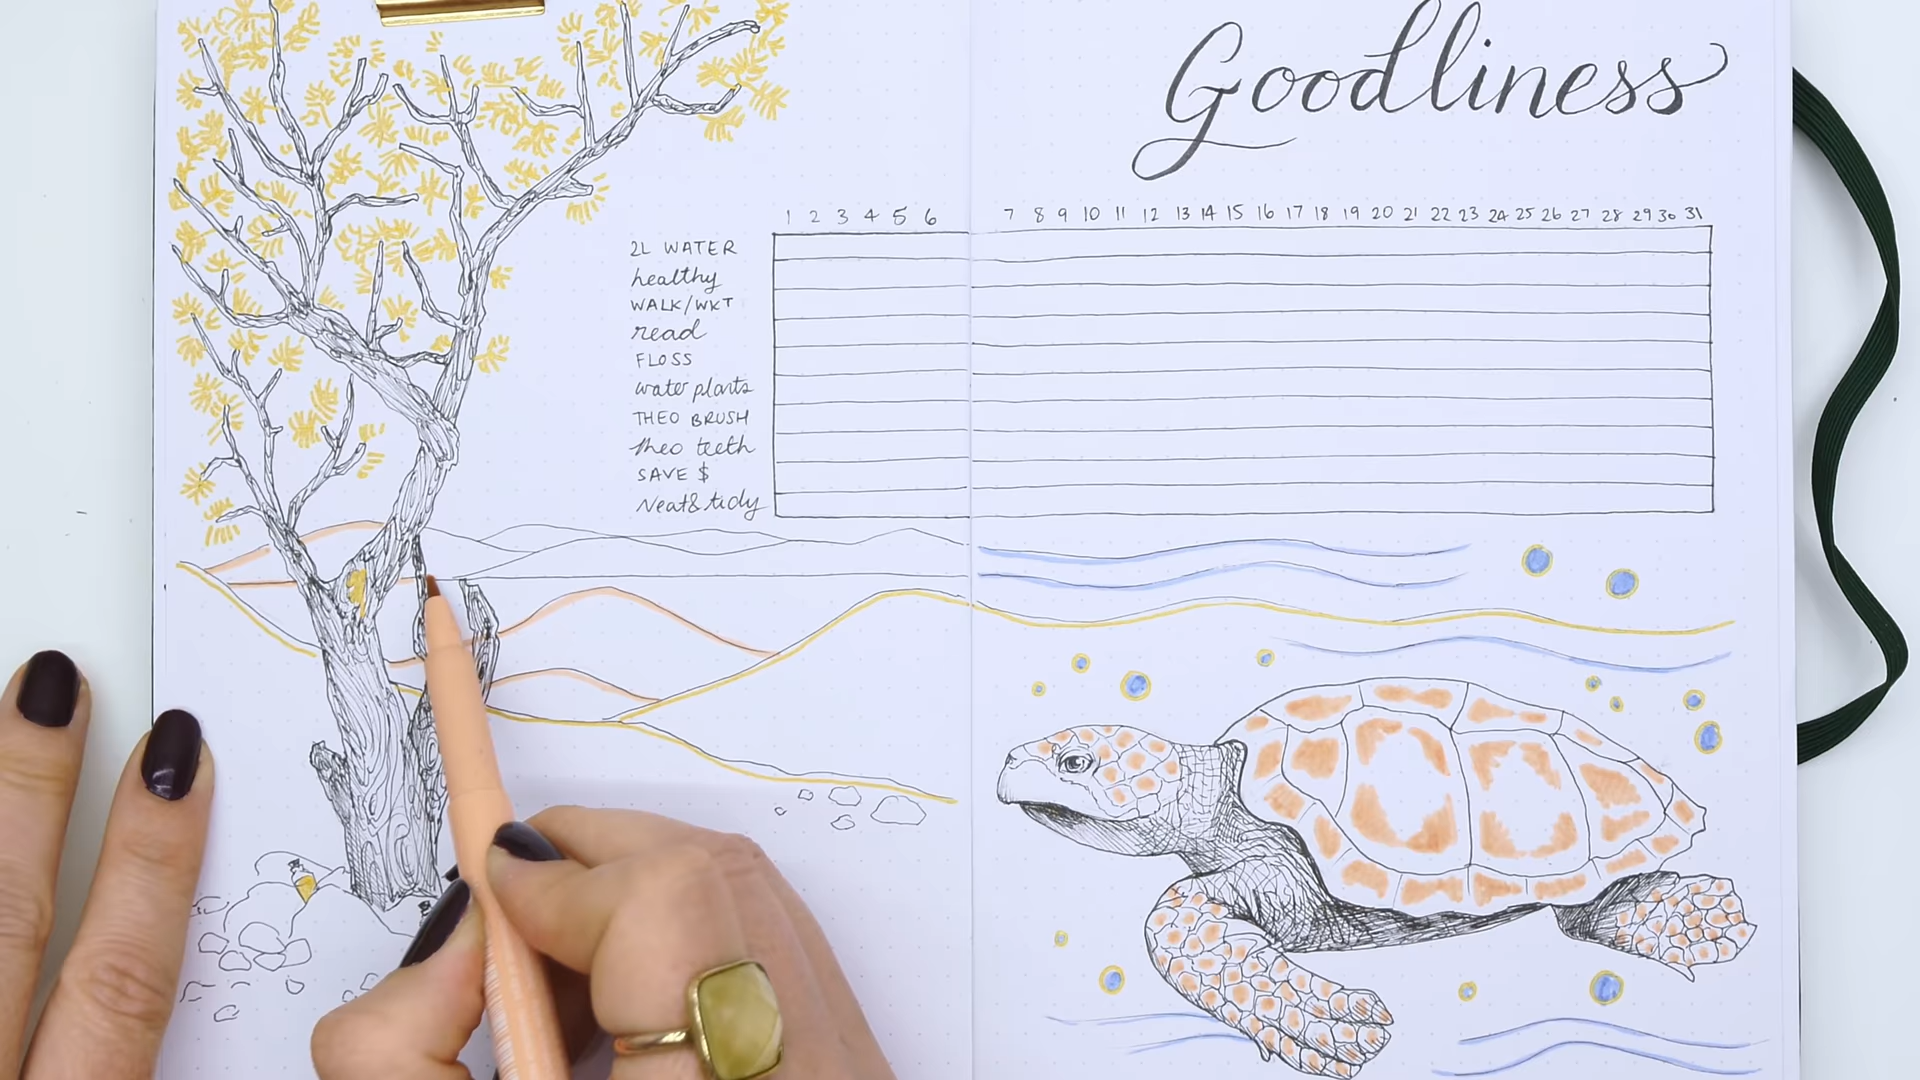 Goodliness
1 2 3 4 5 6 7 8 9 10 11 12 13 14 15 16 17 18 19 20 21 22 23 24 25 26 27 28 29 30 31
2L WATER
healthy
WALK/WKT
read
FLOSS
water plants
THEO BRUSH
theo teeth
SAVE $
Neat & tidy